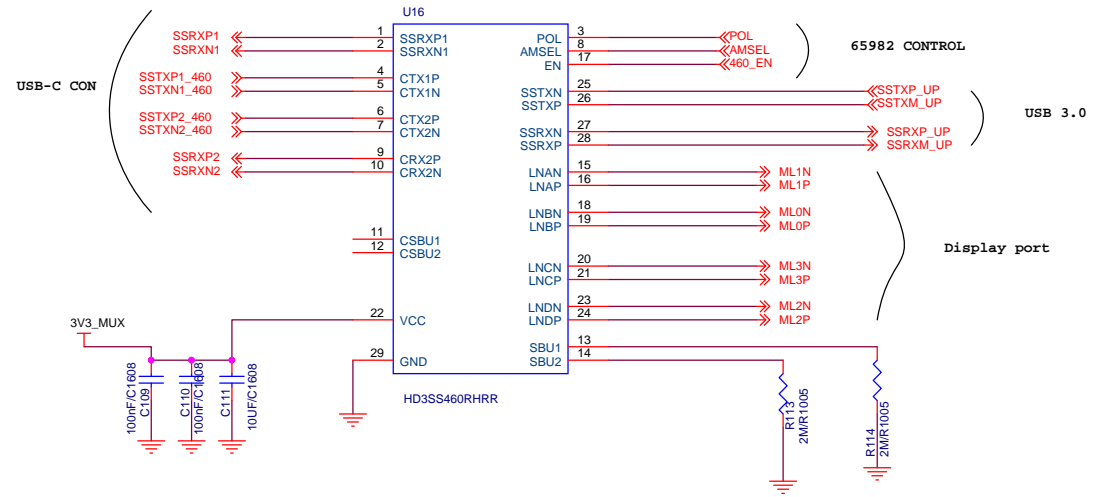 U16
SSRXP1 1 SSRXP1 POL 3 POL
SSRXN1 2 SSRXN1 AMSEL 8 AMSEL
EN 17 460_EN
65982 CONTROL
USB-C CON
SSTXP1_460 4 CTX1P SSTXN 25 SSTXP_UP
SSTXN1_460 5 CTX1N SSTXP 26 SSTXM_UP
USB 3.0
SSTXP2_460 6 CTX2P SSRXN 27 SSRXP_UP
SSTXN2_460 7 CTX2N SSRXP 28 SSRXM_UP
SSRXP2 9 CRX2P LNAN 15 ML1N
SSRXN2 10 CRX2N LNAP 16 ML1P
LNBN 18 ML0N
LNBP 19 ML0P
11 CSBU1
12 CSBU2
Display port
LNCN 20 ML3N
LNCP 21 ML3P
LNDN 23 ML2N
3V3_MUX 22 VCC LNDP 24 ML2P
SBU1 13
29 GND SBU2 14
HD3SS460RHRR
100nF/C1608
C109
C110
100nF/C1608
C111
10UF/C1608
R113
2M/R1005
R114
2M/R1005